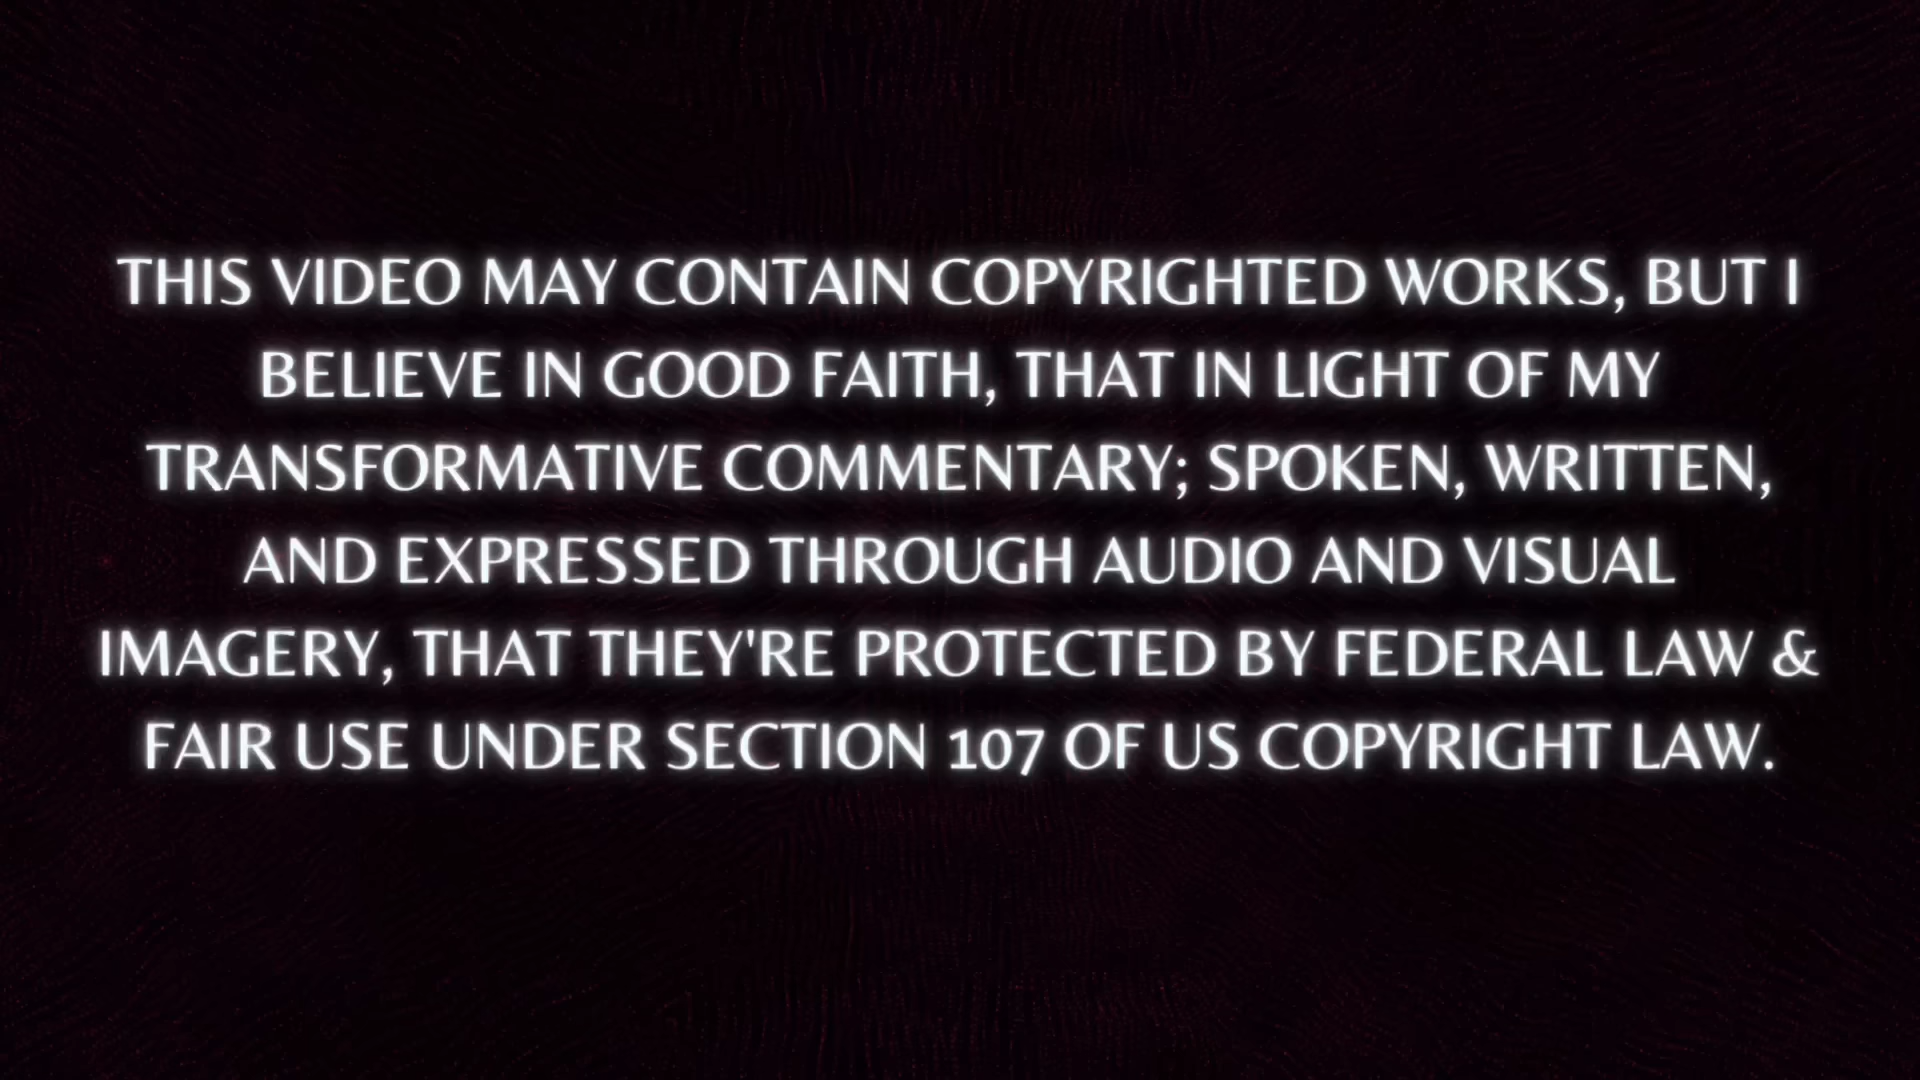 THIS VIDEO MAY CONTAIN COPYRIGHTED WORKS, BUT I
BELIEVE IN GOOD FAITH, THAT IN LIGHT OF MY
TRANSFORMATIVE COMMENTARY; SPOKEN, WRITTEN,
AND EXPRESSED THROUGH AUDIO AND VISUAL
IMAGERY, THAT THEY'RE PROTECTED BY FEDERAL LAW &
FAIR USE UNDER SECTION 107 OF US COPYRIGHT LAW.